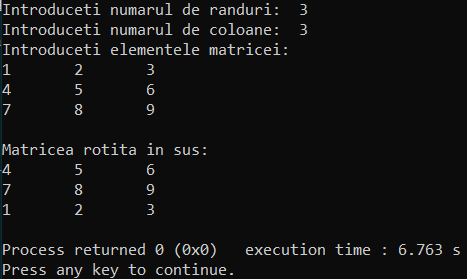 Introduceti numarul de randuri:  3
Introduceti numarul de coloane:  3
Introduceti elementele matricei:
1       2       3
4       5       6
7       8       9
Matricea rotita in sus:
4       5       6
7       8       9
1       2       3
Process returned 0 (0x0)   execution time : 6.763 s
Press any key to continue.